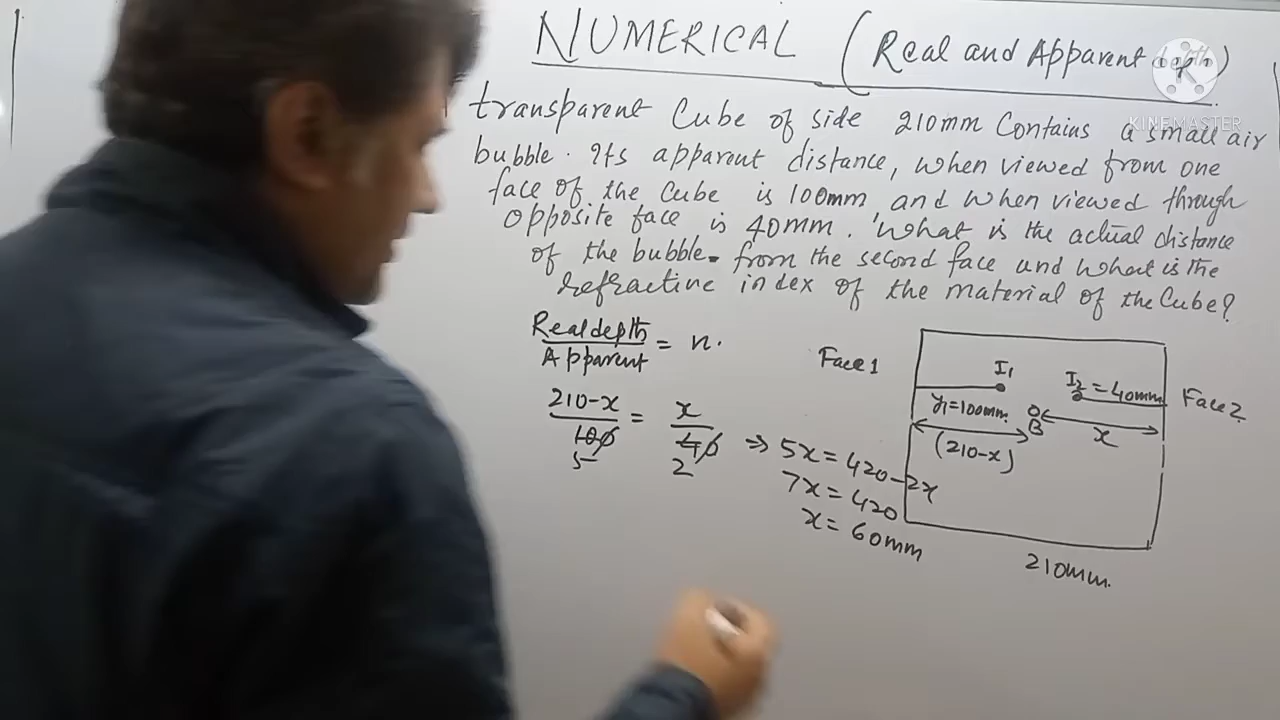 NUMERICAL (Real and Apparent depth)
KINEMASTER
transparent Cube of side 210mm Contains a small air
bubble. Its apparent distance, when viewed from one
face of the Cube is 100mm and when viewed through
opposite face is 40mm. What is the actual distance
of the bubble from the second face and what is the
refractive index of the material of the Cube?
Real depth
Apparent = n.
210-x
100 = x
40
5
2
⇒ 5x = 420-2x
7x = 420
x = 60mm
Face 1
I1
I2 = 40mm
Face 2
y1=100mm
B
x
(210-x)
210mm.